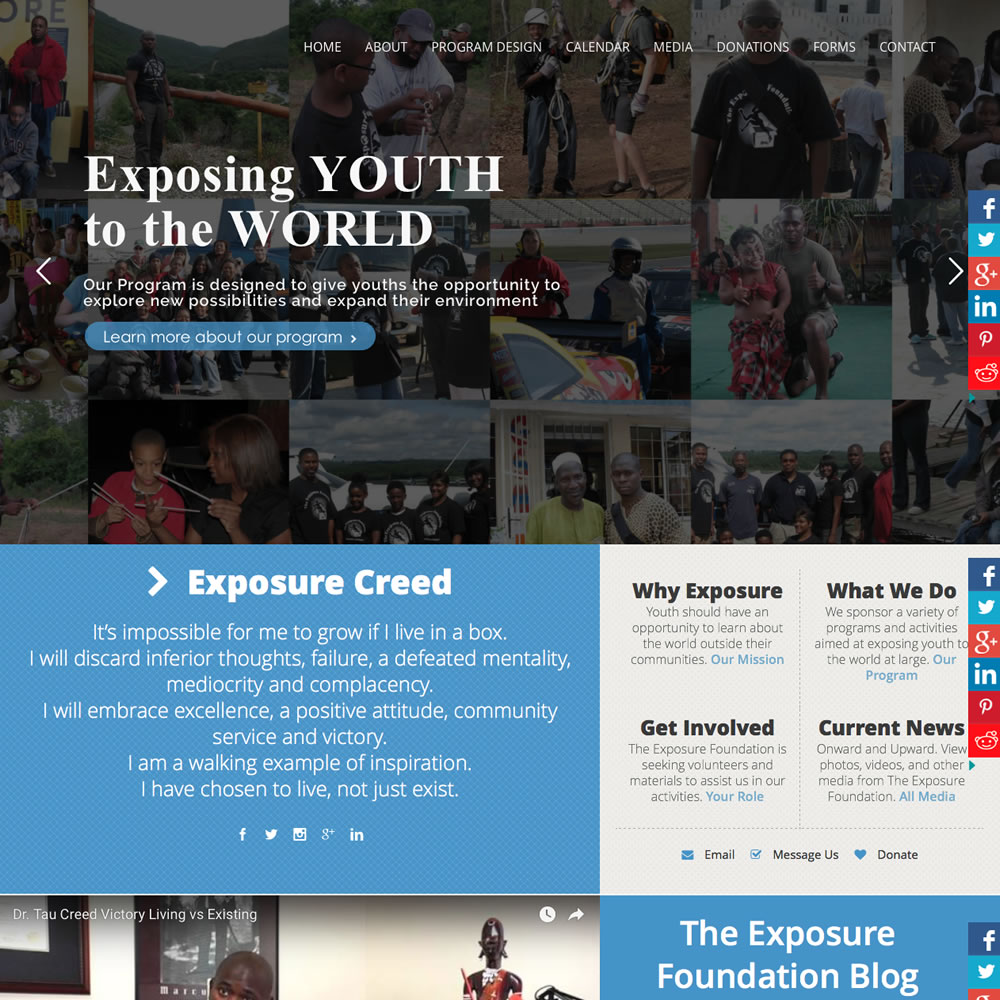 HOME ABOUT PROGRAM DESIGN CALENDAR MEDIA DONATIONS FORMS CONTACT
Exposing YOUTH
to the WORLD
Our Program is designed to give youths the opportunity to
explore new possibilities and expand their environment
Learn more about our program
Exposure Creed
It’s impossible for me to grow if I live in a box.
I will discard inferior thoughts, failure, a defeated mentality,
mediocrity and complacency.
I will embrace excellence, a positive attitude, community
service and victory.
I am a walking example of inspiration.
I have chosen to live, not just exist.
Why Exposure
Youth should have an
opportunity to learn about
the world outside their
communities. Our Mission
What We Do
We sponsor a variety of
programs and activities
aimed at exposing youth to
the world at large. Our
Program
Get Involved
The Exposure Foundation is
seeking volunteers and
materials to assist us in our
activities. Your Role
Current News
Onward and Upward. View
photos, videos, and other
media from The Exposure
Foundation. All Media
Email Message Us Donate
Dr. Tau Creed Victory Living vs Existing
The Exposure
Foundation Blog